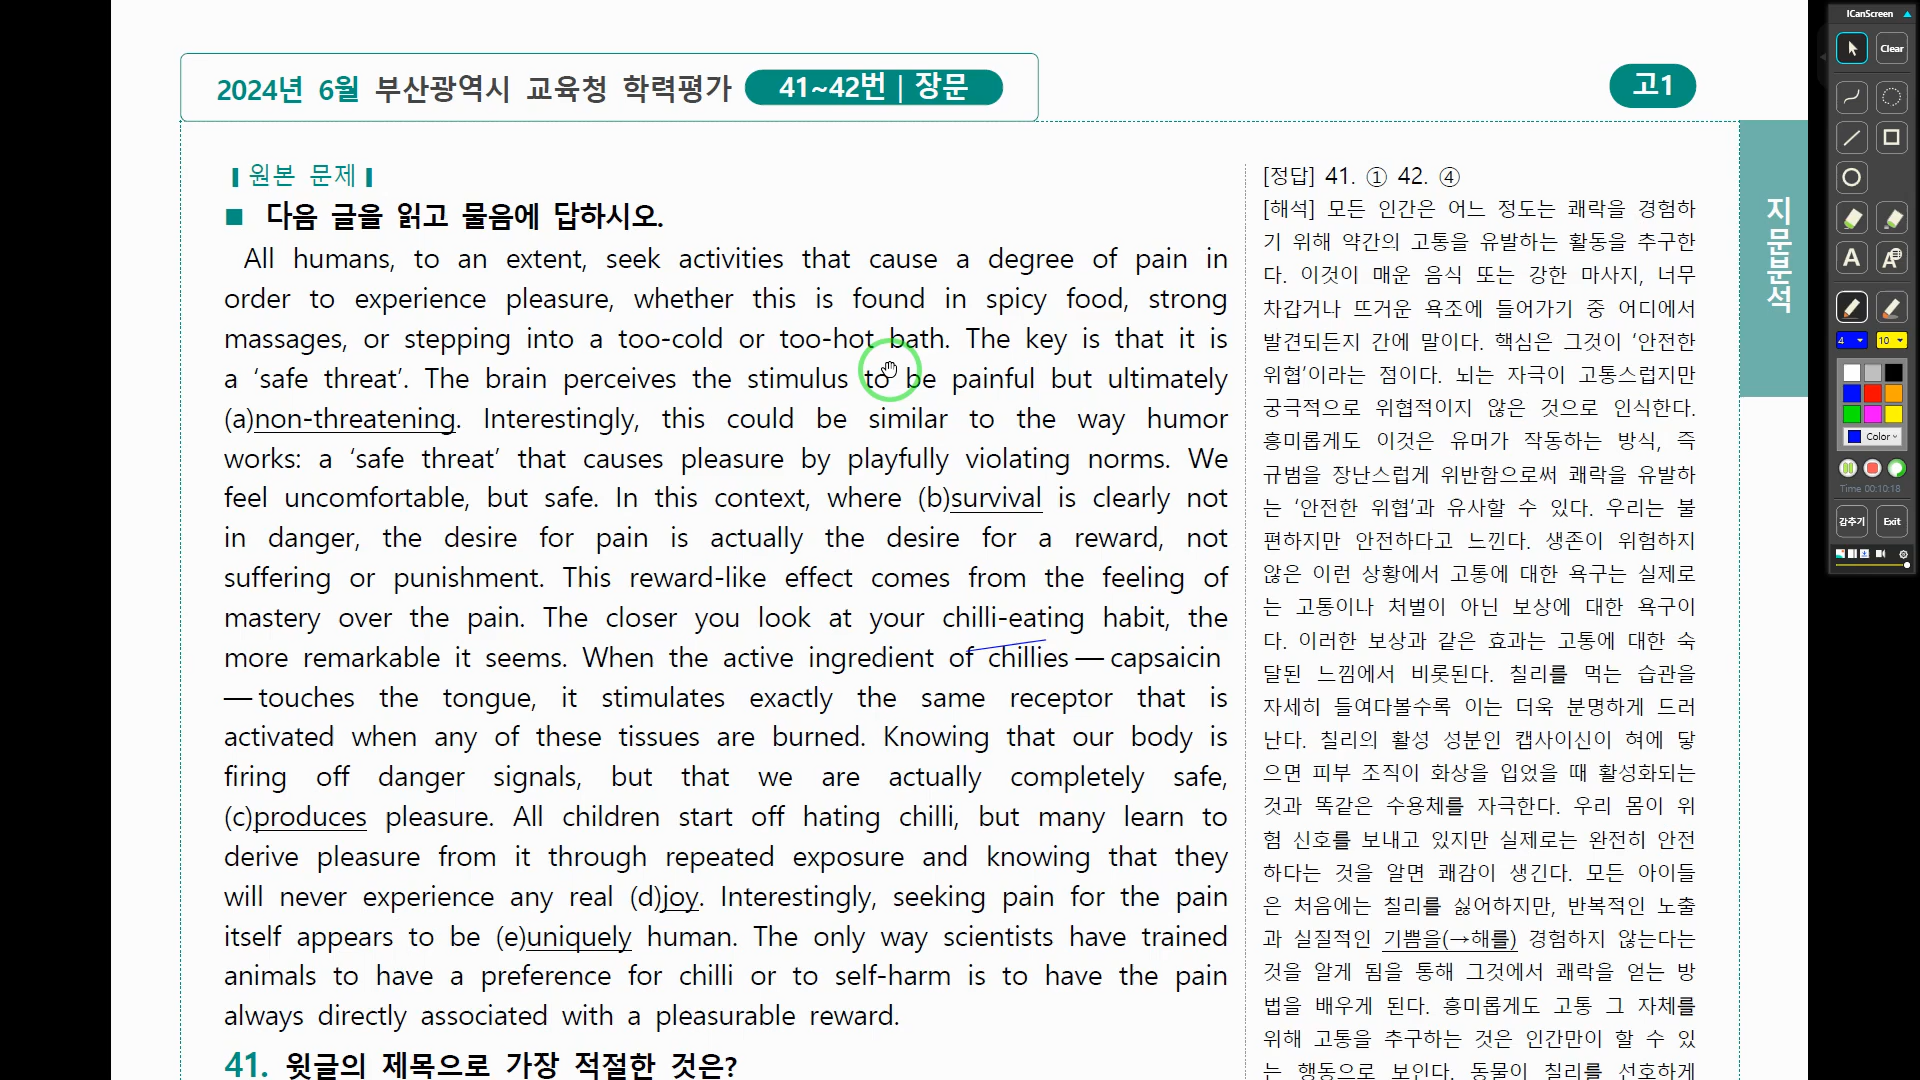 2024년 6월 부산광역시 교육청 학력평가 41~42번 | 장문
고1
지문분석
원본 문제
■ 다음 글을 읽고 물음에 답하시오.
All humans, to an extent, seek activities that cause a degree of pain in
order to experience pleasure, whether this is found in spicy food, strong
massages, or stepping into a too-cold or too-hot bath. The key is that it is
a ‘safe threat’. The brain perceives the stimulus to be painful but ultimately
(a)non-threatening. Interestingly, this could be similar to the way humor
works: a ‘safe threat’ that causes pleasure by playfully violating norms. We
feel uncomfortable, but safe. In this context, where (b)survival is clearly not
in danger, the desire for pain is actually the desire for a reward, not
suffering or punishment. This reward-like effect comes from the feeling of
mastery over the pain. The closer you look at your chilli-eating habit, the
more remarkable it seems. When the active ingredient of chillies — capsaicin
— touches the tongue, it stimulates exactly the same receptor that is
activated when any of these tissues are burned. Knowing that our body is
firing off danger signals, but that we are actually completely safe,
(c)produces pleasure. All children start off hating chilli, but many learn to
derive pleasure from it through repeated exposure and knowing that they
will never experience any real (d)joy. Interestingly, seeking pain for the pain
itself appears to be (e)uniquely human. The only way scientists have trained
animals to have a preference for chilli or to self-harm is to have the pain
always directly associated with a pleasurable reward.
41. 윗글의 제목으로 가장 적절한 것은?
[정답] 41. ① 42. ④
[해석] 모든 인간은 어느 정도는 쾌락을 경험하
기 위해 약간의 고통을 유발하는 활동을 추구한
다. 이것이 매운 음식 또는 강한 마사지, 너무
차갑거나 뜨거운 욕조에 들어가기 중 어디에서
발견되든지 간에 말이다. 핵심은 그것이 ‘안전한
위협’이라는 점이다. 뇌는 자극이 고통스럽지만
궁극적으로 위협적이지 않은 것으로 인식한다.
흥미롭게도 이것은 유머가 작동하는 방식, 즉
규범을 장난스럽게 위반함으로써 쾌락을 유발하
는 ‘안전한 위협’과 유사할 수 있다. 우리는 불
편하지만 안전하다고 느낀다. 생존이 위험하지
않은 이런 상황에서 고통에 대한 욕구는 실제로
는 고통이나 처벌이 아닌 보상에 대한 욕구이
다. 이러한 보상과 같은 효과는 고통에 대한 숙
달된 느낌에서 비롯된다. 칠리를 먹는 습관을
자세히 들여다볼수록 이는 더욱 분명하게 드러
난다. 칠리의 활성 성분인 캡사이신이 혀에 닿
으면 피부 조직이 화상을 입었을 때 활성화되는
것과 똑같은 수용체를 자극한다. 우리 몸이 위
험 신호를 보내고 있지만 실제로는 완전히 안전
하다는 것을 알면 쾌감이 생긴다. 모든 아이들
은 처음에는 칠리를 싫어하지만, 반복적인 노출
과 실질적인 기쁨을(→해를) 경험하지 않는다는
것을 알게 됨을 통해 그것에서 쾌락을 얻는 방
법을 배우게 된다. 흥미롭게도 고통 그 자체를
위해 고통을 추구하는 것은 인간만이 할 수 있
는 행동으로 보인다. 동물이 칠리를 선호하게
ICanScreen
Clear
A
A
4
10
Color
Time 00:10:18
감추기
Exit